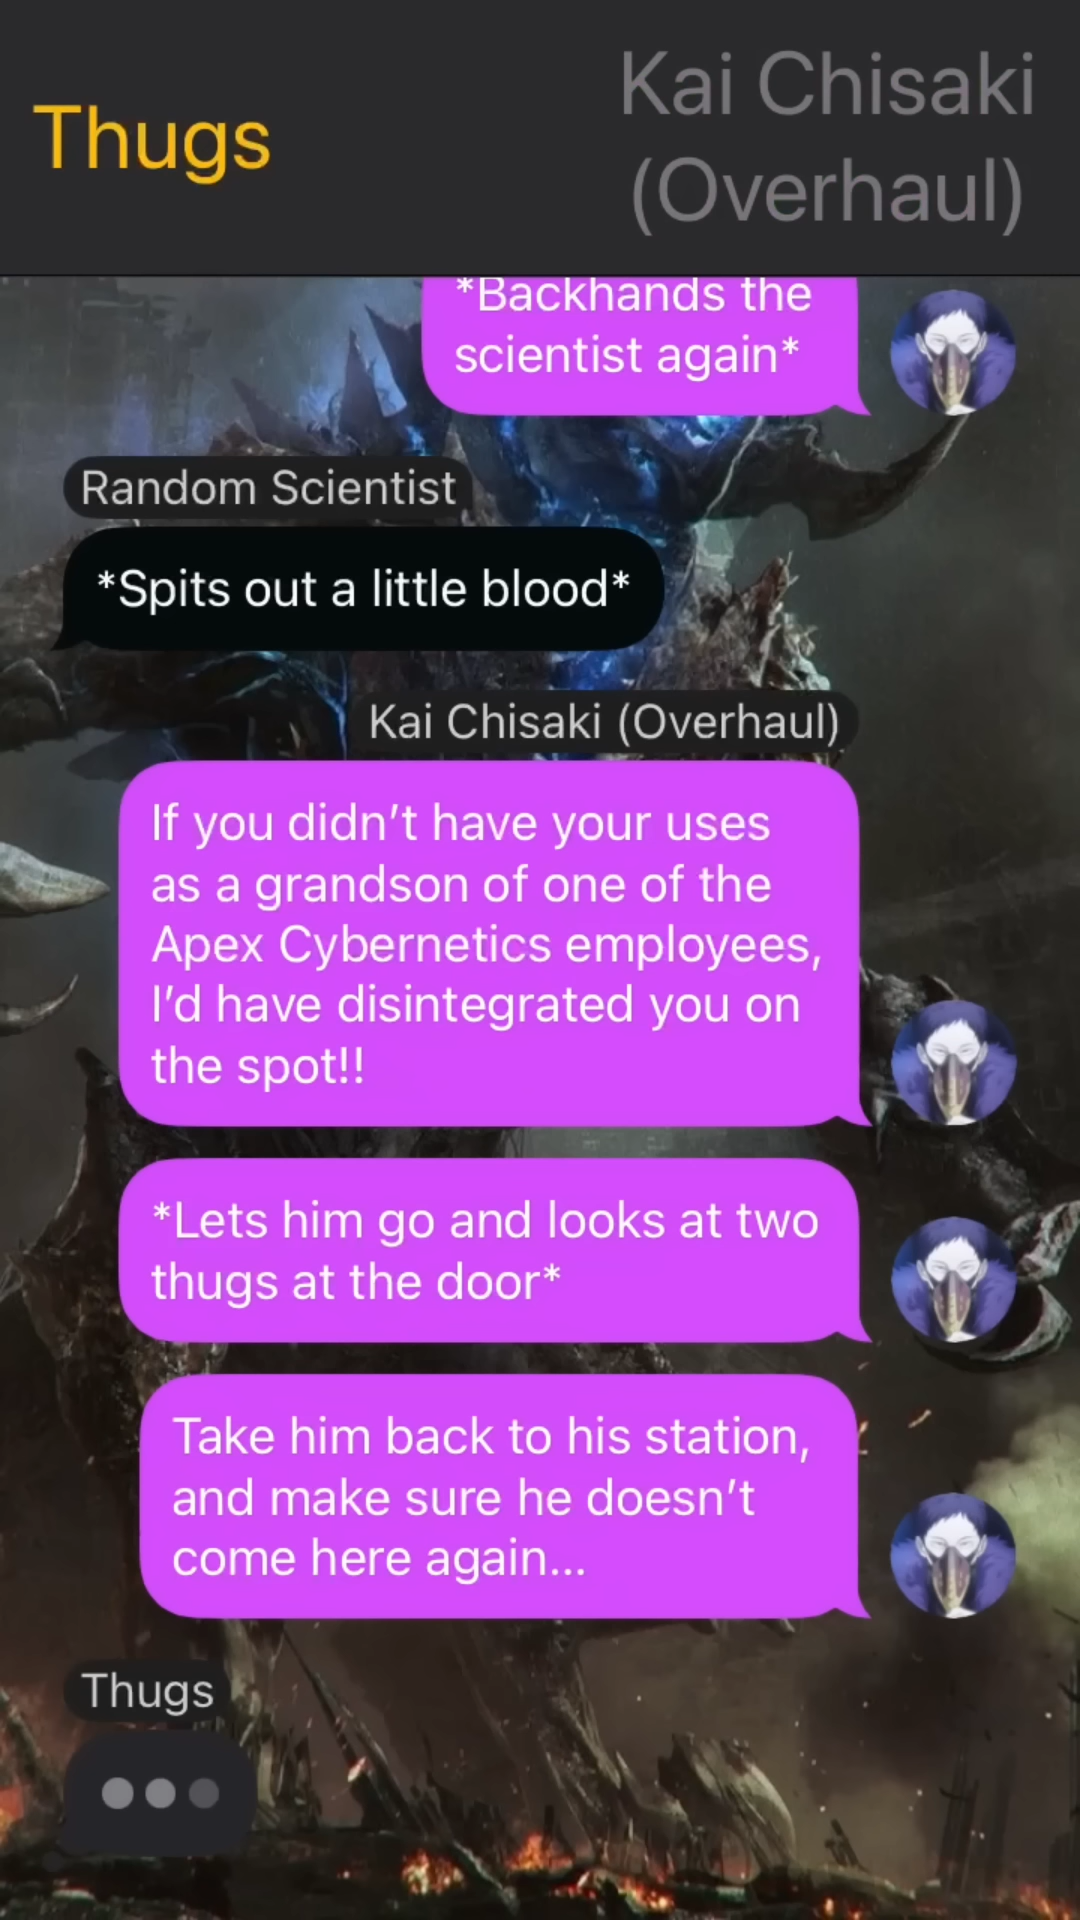 Thugs
Kai Chisaki
(Overhaul)
*Backhands the
scientist again*
Random Scientist
*Spits out a little blood*
Kai Chisaki (Overhaul)
If you didn’t have your uses
as a grandson of one of the
Apex Cybernetics employees,
I’d have disintegrated you on
the spot!!
*Lets him go and looks at two
thugs at the door*
Take him back to his station,
and make sure he doesn’t
come here again...
Thugs